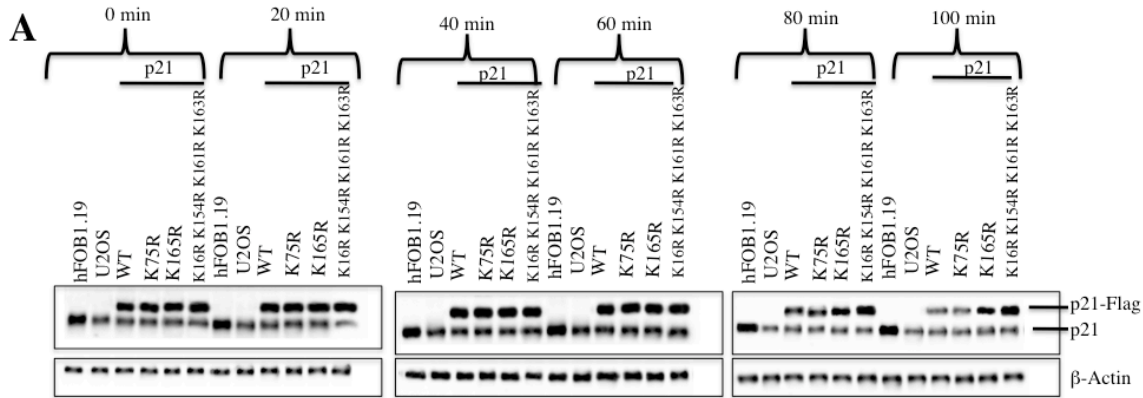 A
0 min
20 min
40 min
60 min
80 min
100 min
p21
p21
p21
p21
p21
p21
hFOB1.19
U2OS
WT
K75R
K165R
K16R K154R K161R K163R
hFOB1.19
U2OS
WT
K75R
K165R
K16R K154R K161R K163R
hFOB1.19
U2OS
WT
K75R
K165R
K16R K154R K161R K163R
hFOB1.19
U2OS
WT
K75R
K165R
K16R K154R K161R K163R
hFOB1.19
U2OS
WT
K75R
K165R
K16R K154R K161R K163R
hFOB1.19
U2OS
WT
K75R
K165R
K16R K154R K161R K163R
p21-Flag
p21
β-Actin